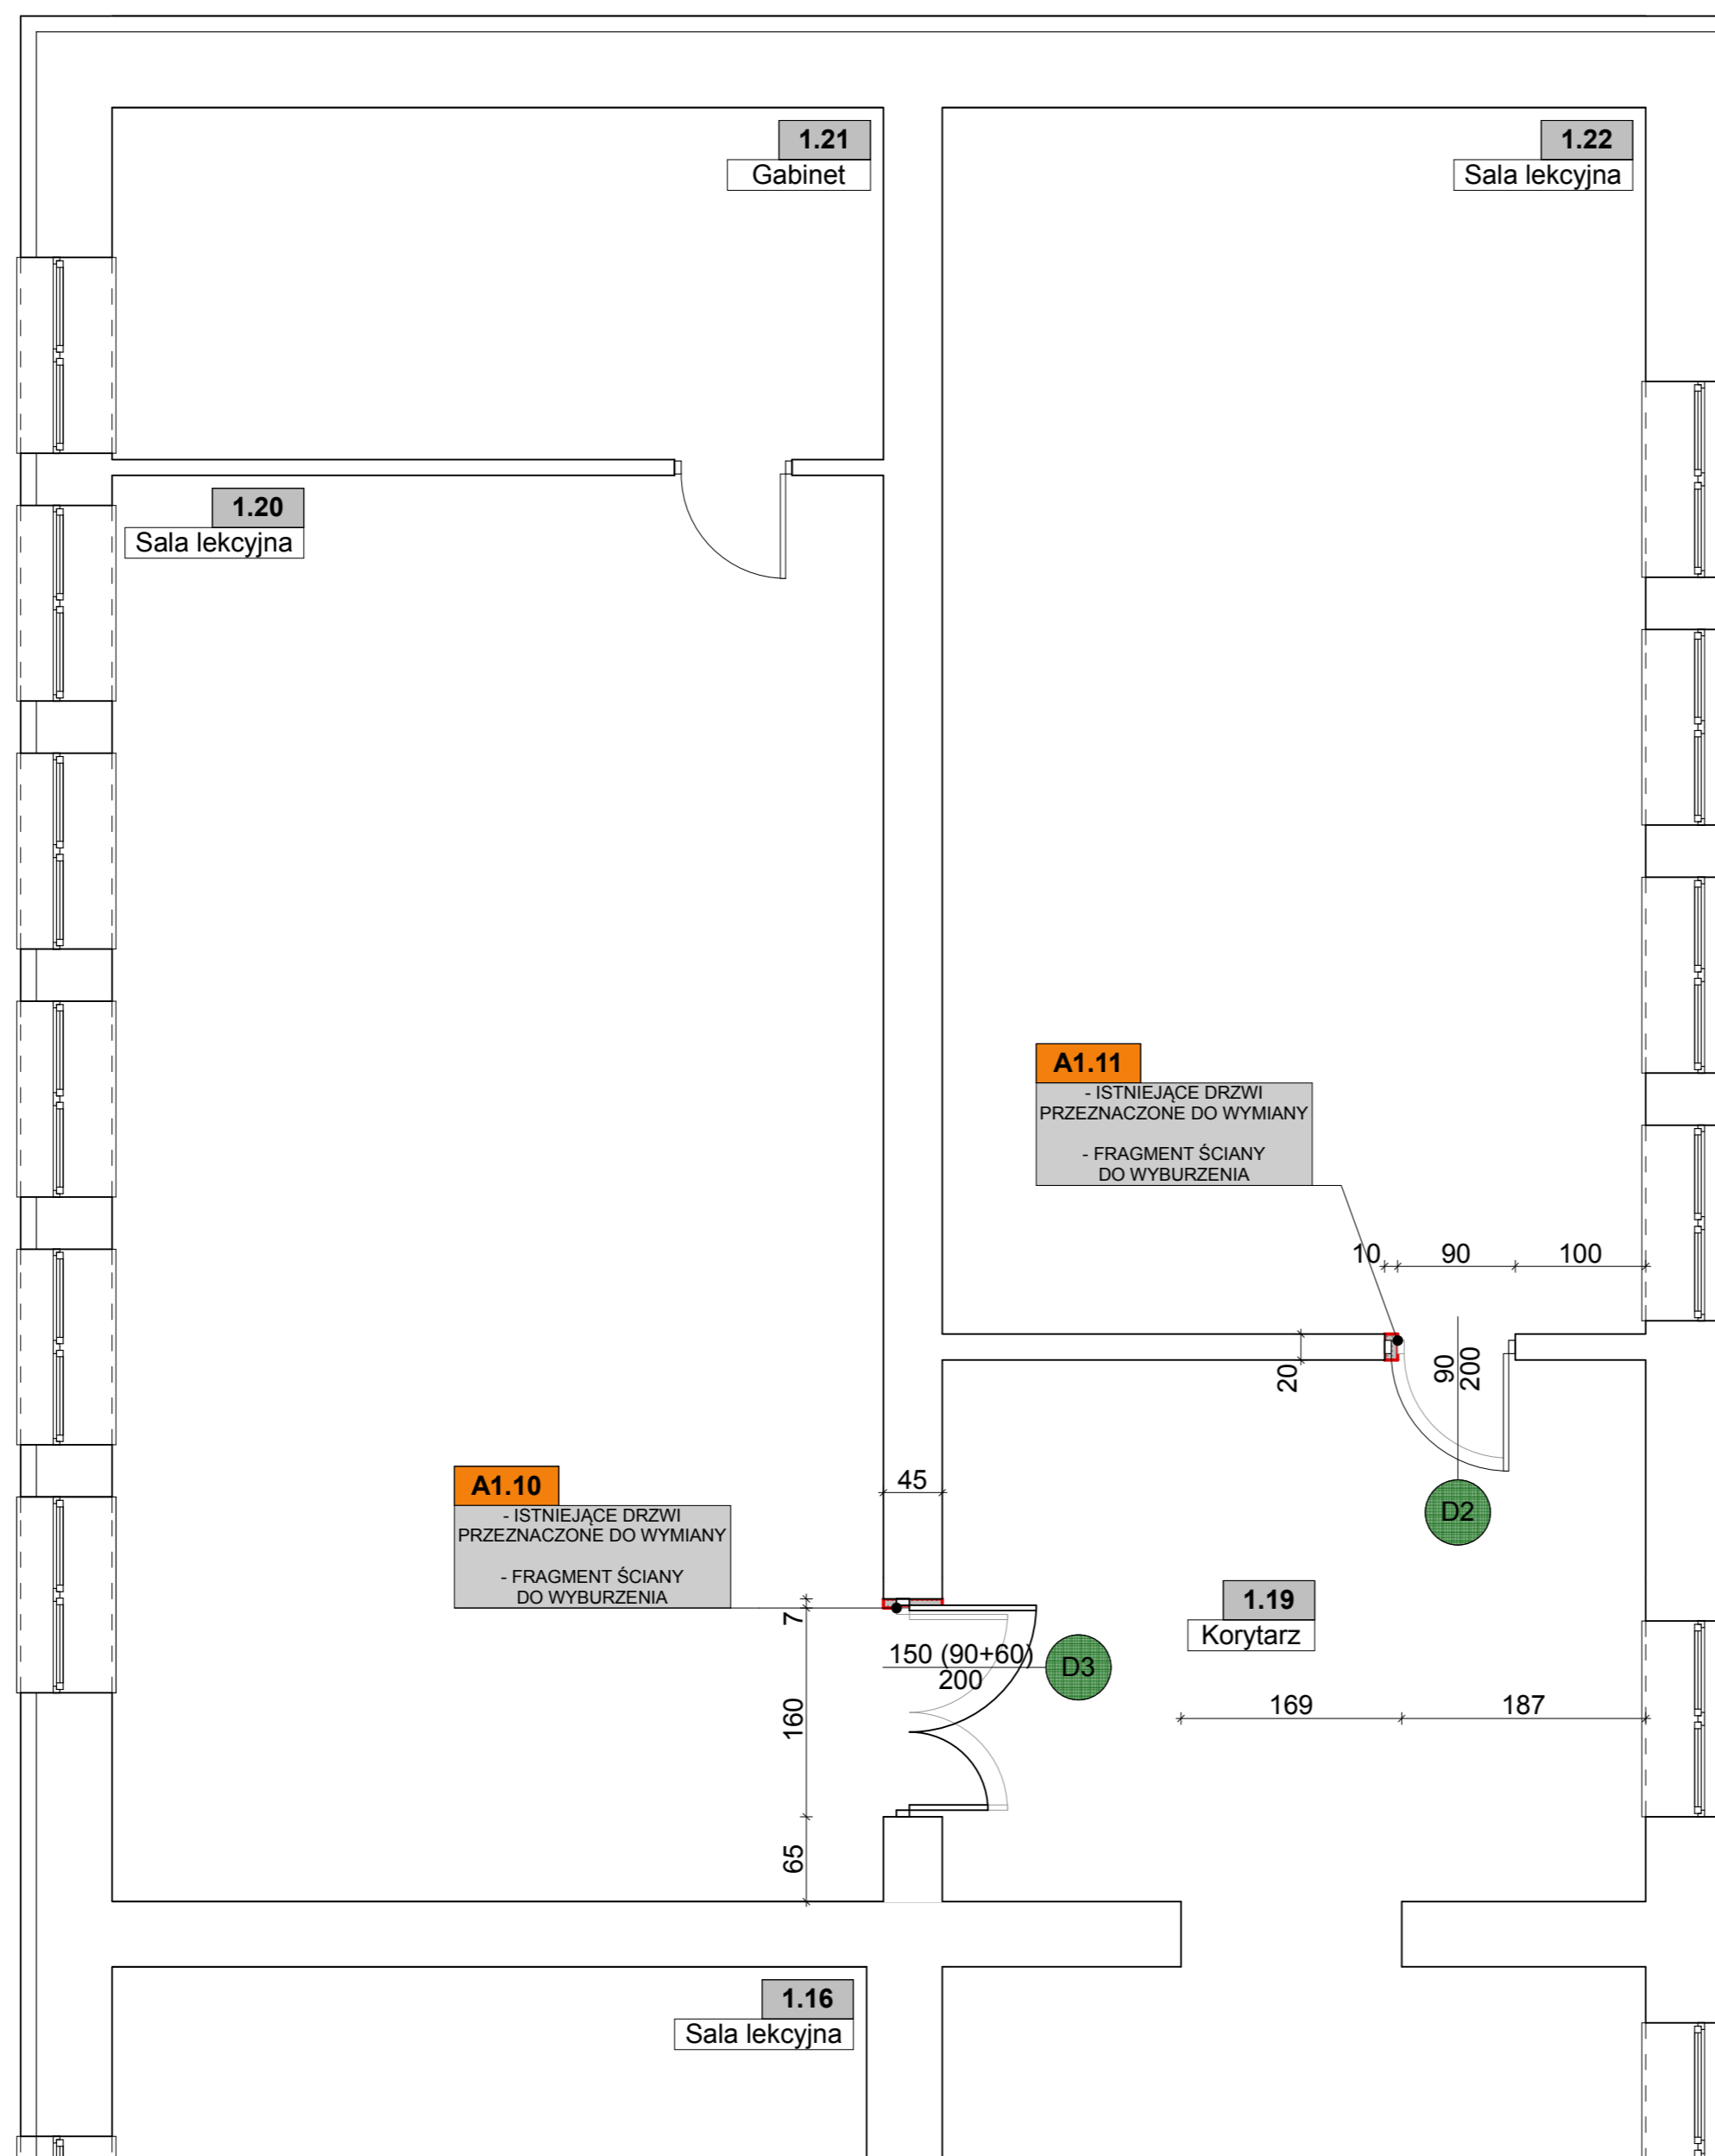 1.21
Gabinet
1.22
Sala lekcyjna
1.20
Sala lekcyjna
A1.11
- ISTNIEJĄCE DRZWI
PRZEZNACZONE DO WYMIANY
- FRAGMENT ŚCIANY
DO WYBURZENIA
10
90
100
20
90
200
D2
A1.10
- ISTNIEJĄCE DRZWI
PRZEZNACZONE DO WYMIANY
- FRAGMENT ŚCIANY
DO WYBURZENIA
45
7
150 (90+60)
200
D3
1.19
Korytarz
160
169
187
65
1.16
Sala lekcyjna